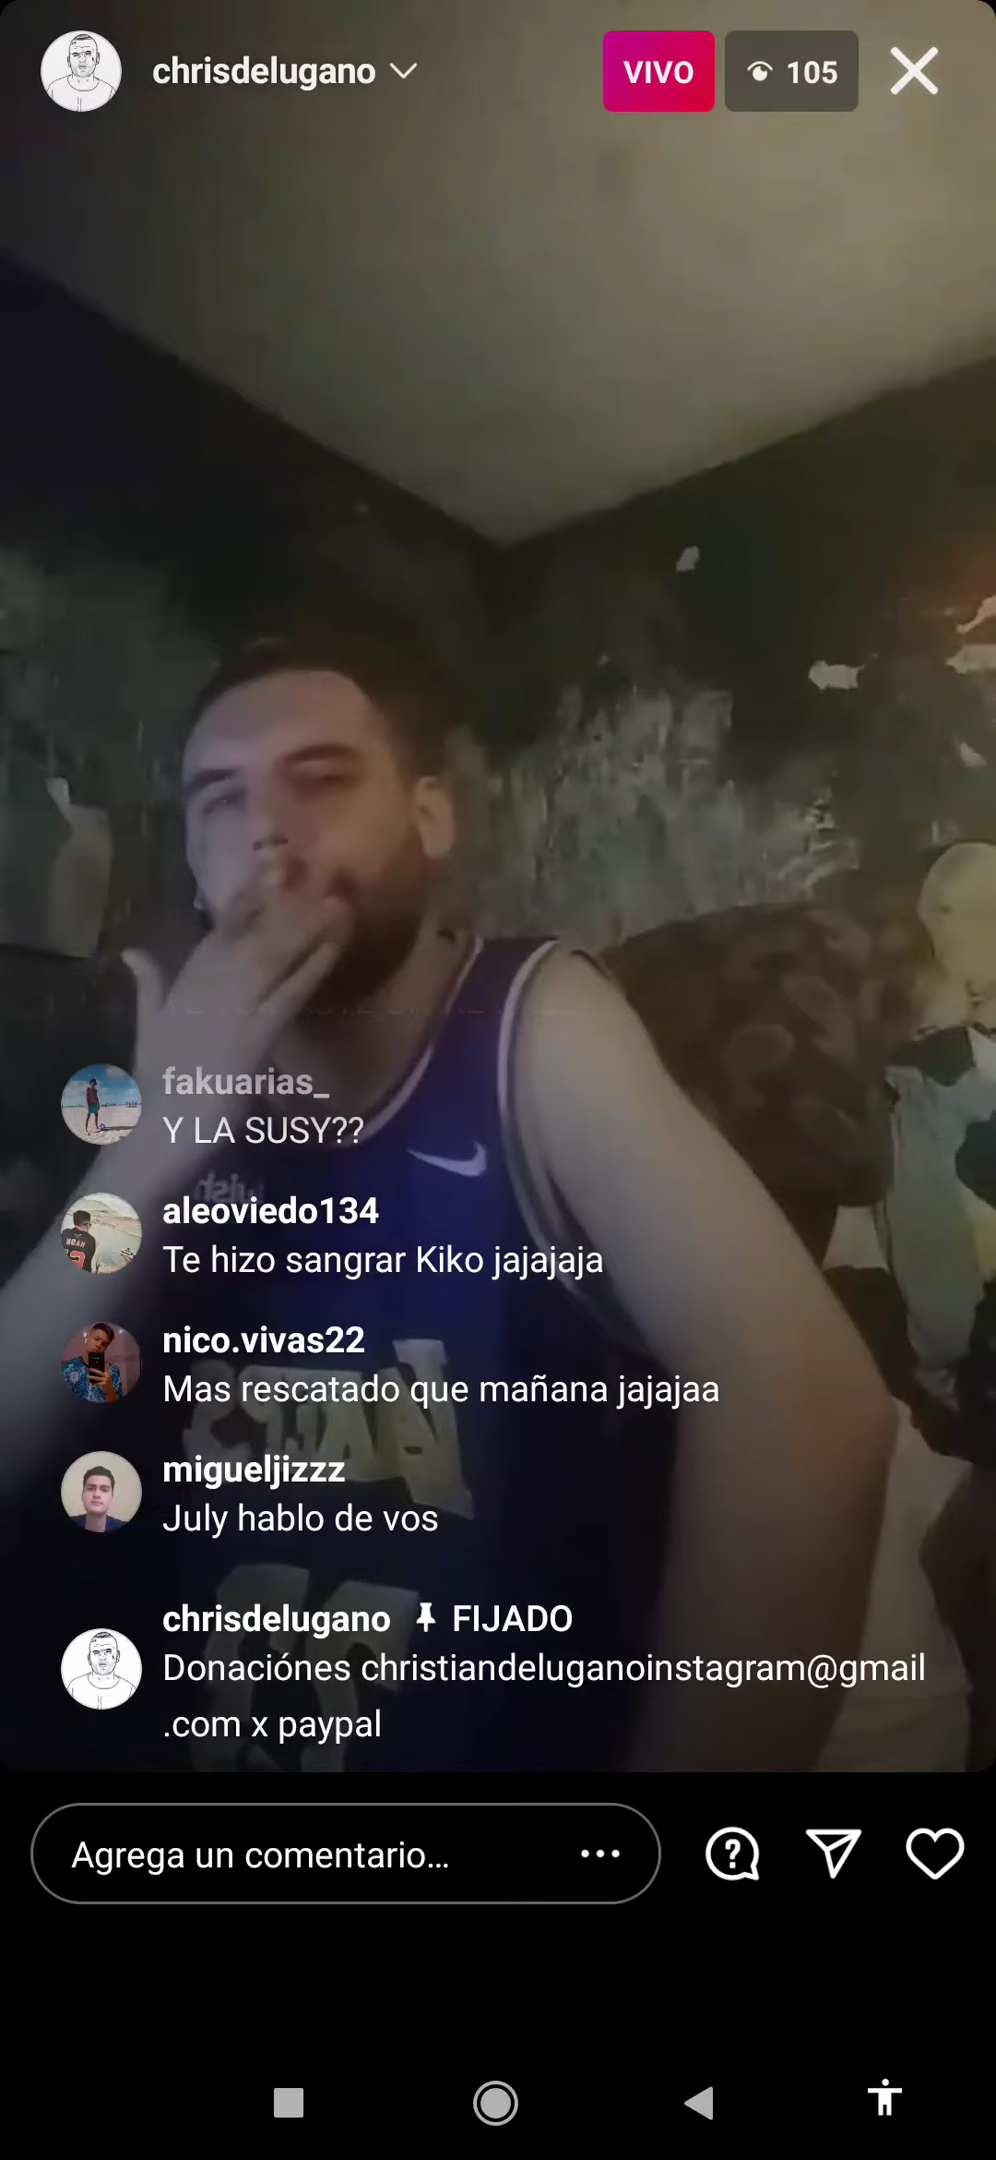 chrisdelugano
VIVO
105
fakuarias_
Y LA SUSY??
aleoviedo134
Te hizo sangrar Kiko jajajaja
nico.vivas22
Mas rescatado que mañana jajajaa
migueljizzz
July hablo de vos
chrisdelugano FIJADO
Donaciónes christiandeluganoinstagram@gmail
.com x paypal
Agrega un comentario...